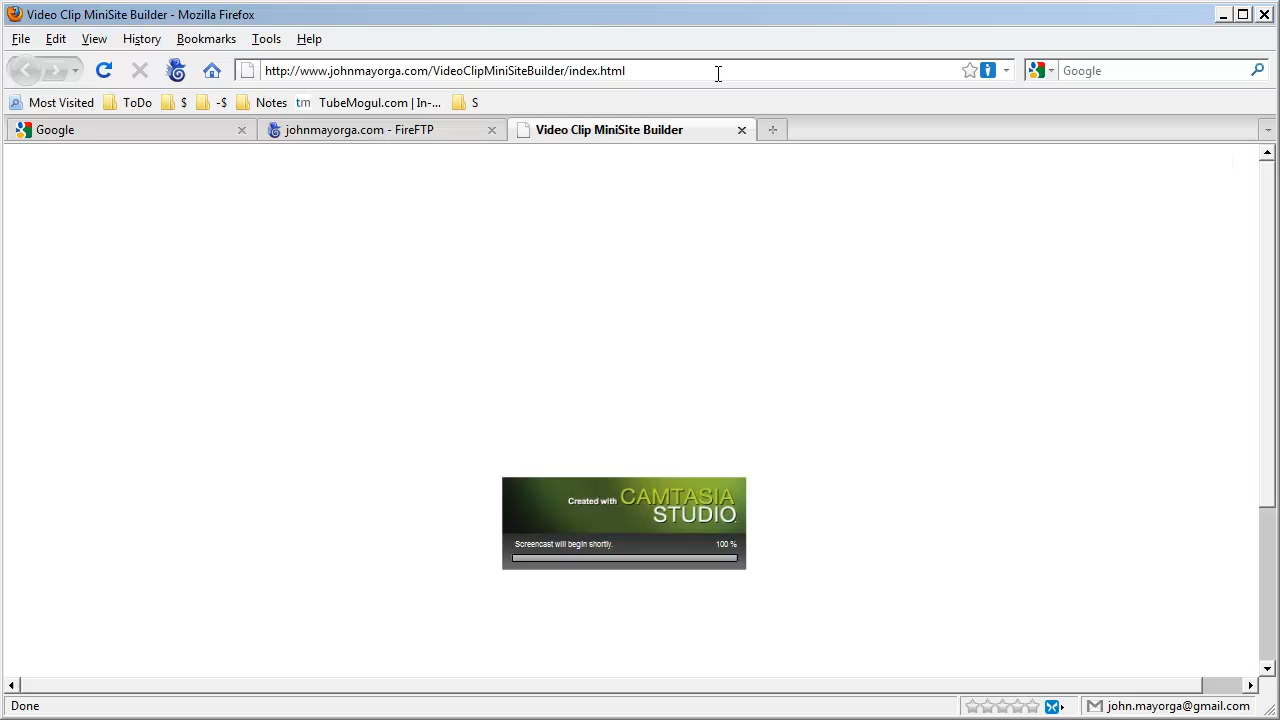 Video Clip MiniSite Builder - Mozilla Firefox
File Edit View History Bookmarks Tools Help
http://www.johnmayorga.com/VideoClipMiniSiteBuilder/index.html
Google
Most Visited ToDo $ -$ Notes tm TubeMogul.com | In-... S
Google johnmayorga.com - FireFTP Video Clip MiniSite Builder
Created with CAMTASIA
STUDIO
Screencast will begin shortly. 100 %
Done john.mayorga@gmail.com